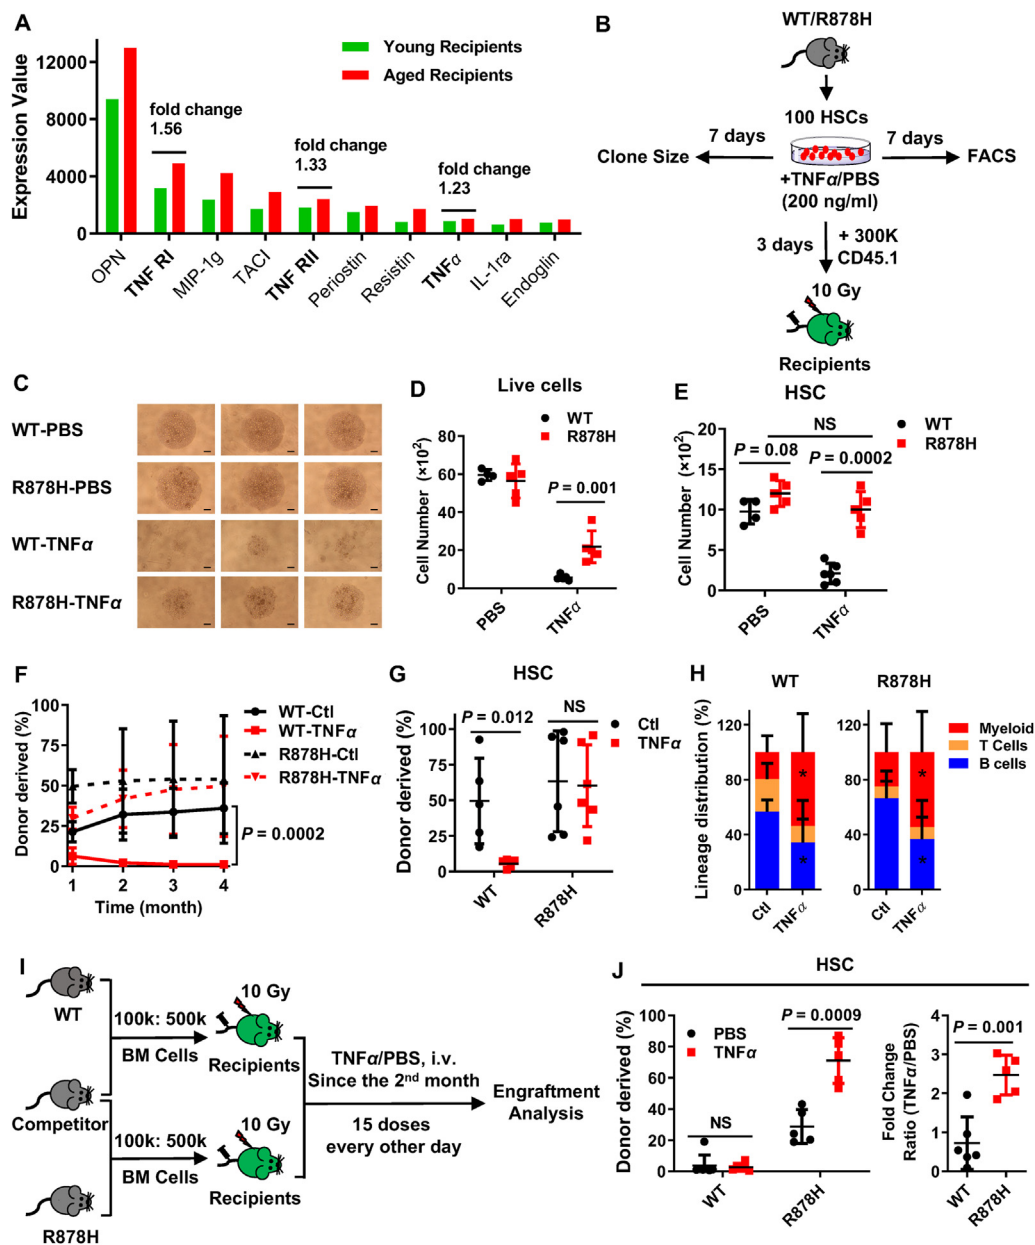 A
Young Recipients
Aged Recipients
Expression Value
12000
8000
4000
0
fold change
1.56
fold change
1.33
fold change
1.23
OPN
TNF RI
MIP-1g
TACI
TNF RII
Periostin
Resistin
TNFα
IL-1ra
Endoglin
B
WT/R878H
100 HSCs
7 days
7 days
Clone Size
FACS
+TNFα/PBS
(200 ng/ml)
3 days
+ 300K
CD45.1
10 Gy
Recipients
C
WT-PBS
R878H-PBS
WT-TNFα
R878H-TNFα
D
Live cells
WT
R878H
Cell Number (×10²)
80
60
40
20
0
P = 0.001
PBS
TNFα
E
HSC
WT
R878H
NS
P = 0.08
P = 0.0002
Cell Number (×10²)
20
15
10
5
0
PBS
TNFα
F
Donor derived (%)
100
75
50
25
0
WT-Ctl
WT-TNFα
R878H-Ctl
R878H-TNFα
P = 0.0002
1
2
3
4
Time (month)
G
HSC
P = 0.012
NS
Ctl
TNFα
Donor derived (%)
100
75
50
25
0
WT
R878H
H
WT
R878H
Lineage distribution (%)
120
80
40
0
120
80
40
0
Myeloid
T Cells
B cells
*
*
*
*
Ctl
TNFα
Ctl
TNFα
I
WT
Competitor
R878H
100k: 500k
BM Cells
10 Gy
Recipients
100k: 500k
BM Cells
10 Gy
Recipients
TNFα/PBS, i.v.
Since the 2nd month
15 doses
every other day
Engraftment
Analysis
J
HSC
PBS
TNFα
P = 0.0009
NS
Donor derived (%)
100
80
60
40
20
0
WT
R878H
P = 0.001
Fold Change
Ratio (TNFα/PBS)
4
3
2
1
0
WT
R878H